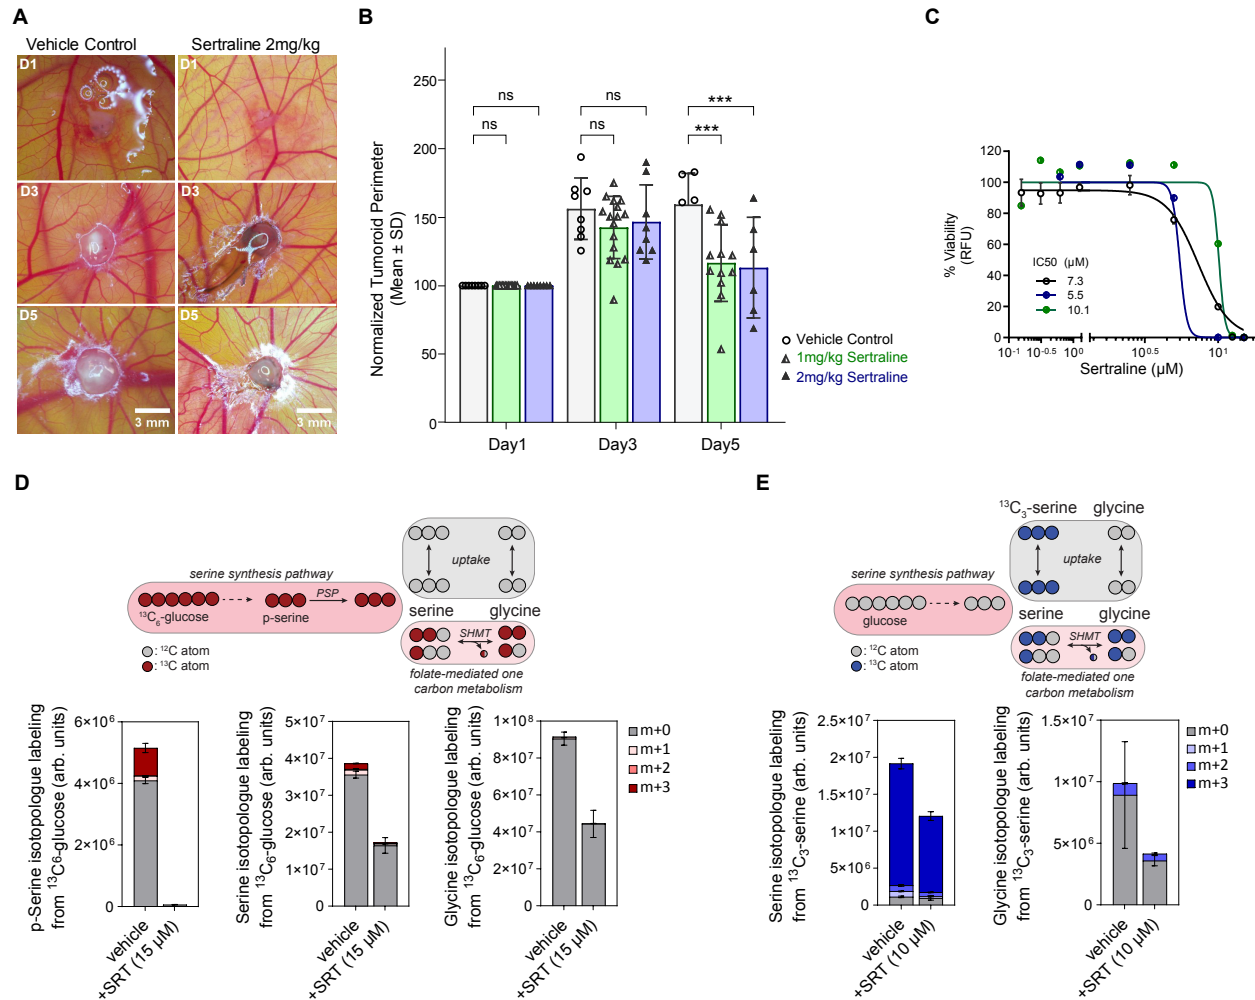 A
Vehicle Control
Sertraline 2mg/kg
D1
D1
D3
D3
D5
D5
3 mm
3 mm
B
Normalized Tumoroid Perimeter
(Mean ± SD)
250
200
150
100
50
0
ns
ns
ns
ns
***
***
Day1
Day3
Day5
Vehicle Control
1mg/kg Sertraline
2mg/kg Sertraline
C
% Viability
(RFU)
120
100
80
60
40
20
0
IC50 (µM)
7.3
5.5
10.1
10⁻¹
10⁻⁰·⁵
10⁰
10⁰·⁵
10¹
Sertraline (µM)
D
serine synthesis pathway
¹³C₆-glucose
p-serine
PSP
uptake
serine
glycine
SHMT
folate-mediated one
carbon metabolism
: ¹²C atom
: ¹³C atom
p-Serine isotopologue labeling
from ¹³C⁶-glucose (arb. units)
6×10⁶
4×10⁶
2×10⁶
0
vehicle
+SRT (15 µM)
Serine isotopologue labeling
from ¹³C₆-glucose (arb. units)
5×10⁷
4×10⁷
3×10⁷
2×10⁷
1×10⁷
0
vehicle
+SRT (15 µM)
Glycine isotopologue labeling
from ¹³C₆-glucose (arb. units)
1×10⁸
8×10⁷
6×10⁷
4×10⁷
2×10⁷
0
vehicle
+SRT (15 µM)
m+0
m+1
m+2
m+3
E
¹³C₃-serine
glycine
uptake
serine synthesis pathway
glucose
serine
glycine
SHMT
folate-mediated one
carbon metabolism
: ¹²C atom
: ¹³C atom
Serine isotopologue labeling
from ¹³C₃-serine (arb. units)
2.5×10⁷
2×10⁷
1.5×10⁷
1×10⁷
5×10⁶
0
vehicle
+SRT (10 µM)
Glycine isotopologue labeling
from ¹³C₃-serine (arb. units)
1.5×10⁷
1×10⁷
5×10⁶
0
vehicle
+SRT (10 µM)
m+0
m+1
m+2
m+3